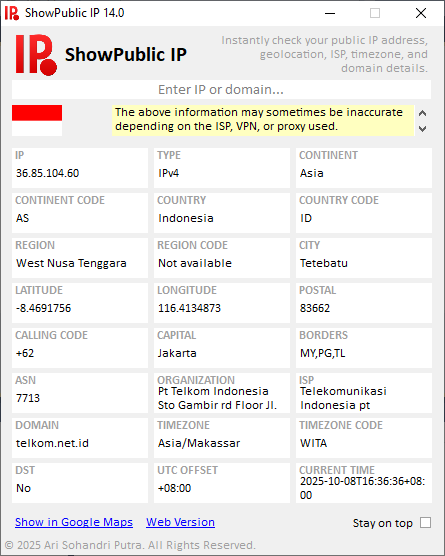 ShowPublic IP 14.0
IP
ShowPublic IP
Instantly check your public IP address,
geolocation, ISP, timezone, and
domain details.
Enter IP or domain...
The above information may sometimes be inaccurate
depending on the ISP, VPN, or proxy used.
IP
36.85.104.60
TYPE
IPv4
CONTINENT
Asia
CONTINENT CODE
AS
COUNTRY
Indonesia
COUNTRY CODE
ID
REGION
West Nusa Tenggara
REGION CODE
Not available
CITY
Tetebatu
LATITUDE
-8.4691756
LONGITUDE
116.4134873
POSTAL
83662
CALLING CODE
+62
CAPITAL
Jakarta
BORDERS
MY,PG,TL
ASN
7713
ORGANIZATION
Pt Telkom Indonesia
Sto Gambir rd Floor Jl.
ISP
Telekomunikasi
Indonesia pt
DOMAIN
telkom.net.id
TIMEZONE
Asia/Makassar
TIMEZONE CODE
WITA
DST
No
UTC OFFSET
+08:00
CURRENT TIME
2025-10-08T16:36:36+08:
00
Show in Google Maps
Web Version
Stay on top
© 2025 Ari Sohandri Putra. All Rights Reserved.